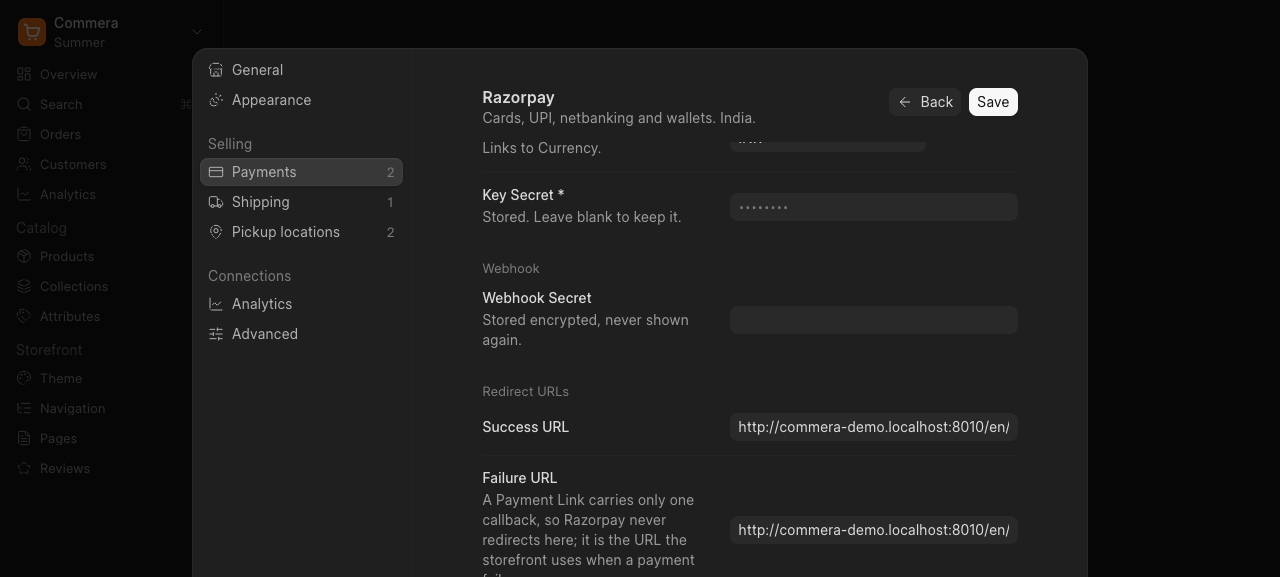 Commera
Summer
Overview
Search
Orders
Customers
Analytics
Catalog
Products
Collections
Attributes
Storefront
Theme
Navigation
Pages
Reviews
General
Appearance
Selling
Payments 2
Shipping 1
Pickup locations 2
Connections
Analytics
Advanced
Razorpay
Cards, UPI, netbanking and wallets. India.
Back
Save
Links to Currency.
Key Secret *
Stored. Leave blank to keep it.
••••••••
Webhook
Webhook Secret
Stored encrypted, never shown
again.
Redirect URLs
Success URL
http://commera-demo.localhost:8010/en/
Failure URL
A Payment Link carries only one
callback, so Razorpay never
redirects here; it is the URL the
storefront uses when a payment
http://commera-demo.localhost:8010/en/